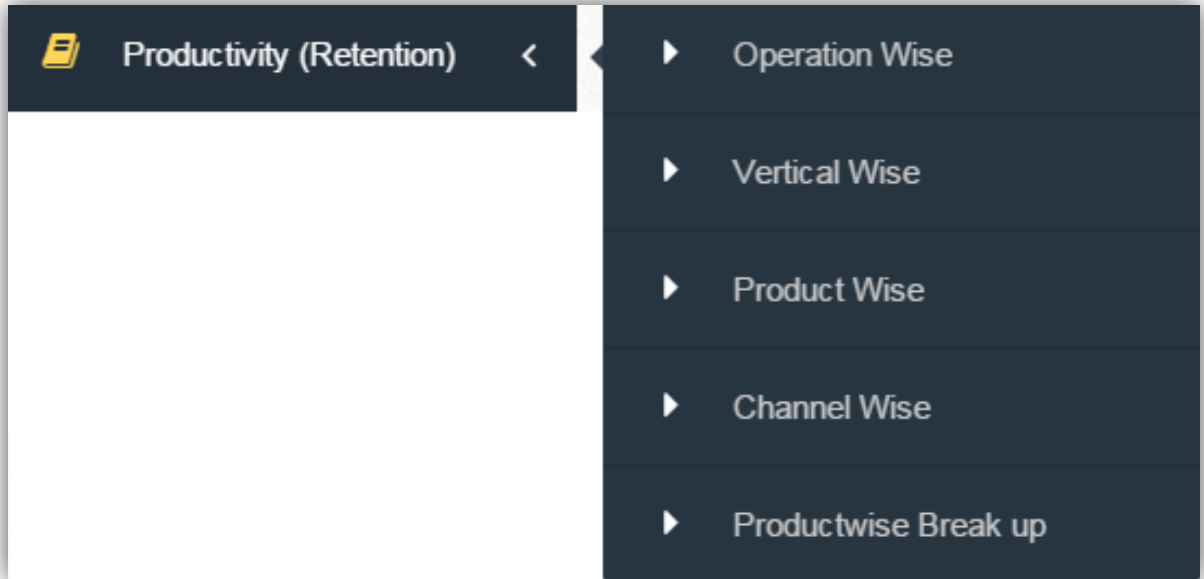 Productivity (Retention)
Operation Wise
Vertical Wise
Product Wise
Channel Wise
Productwise Break up